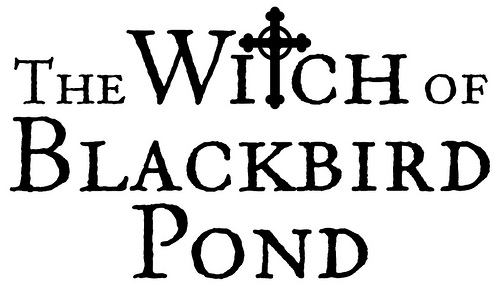 The Witch of
Blackbird
Pond